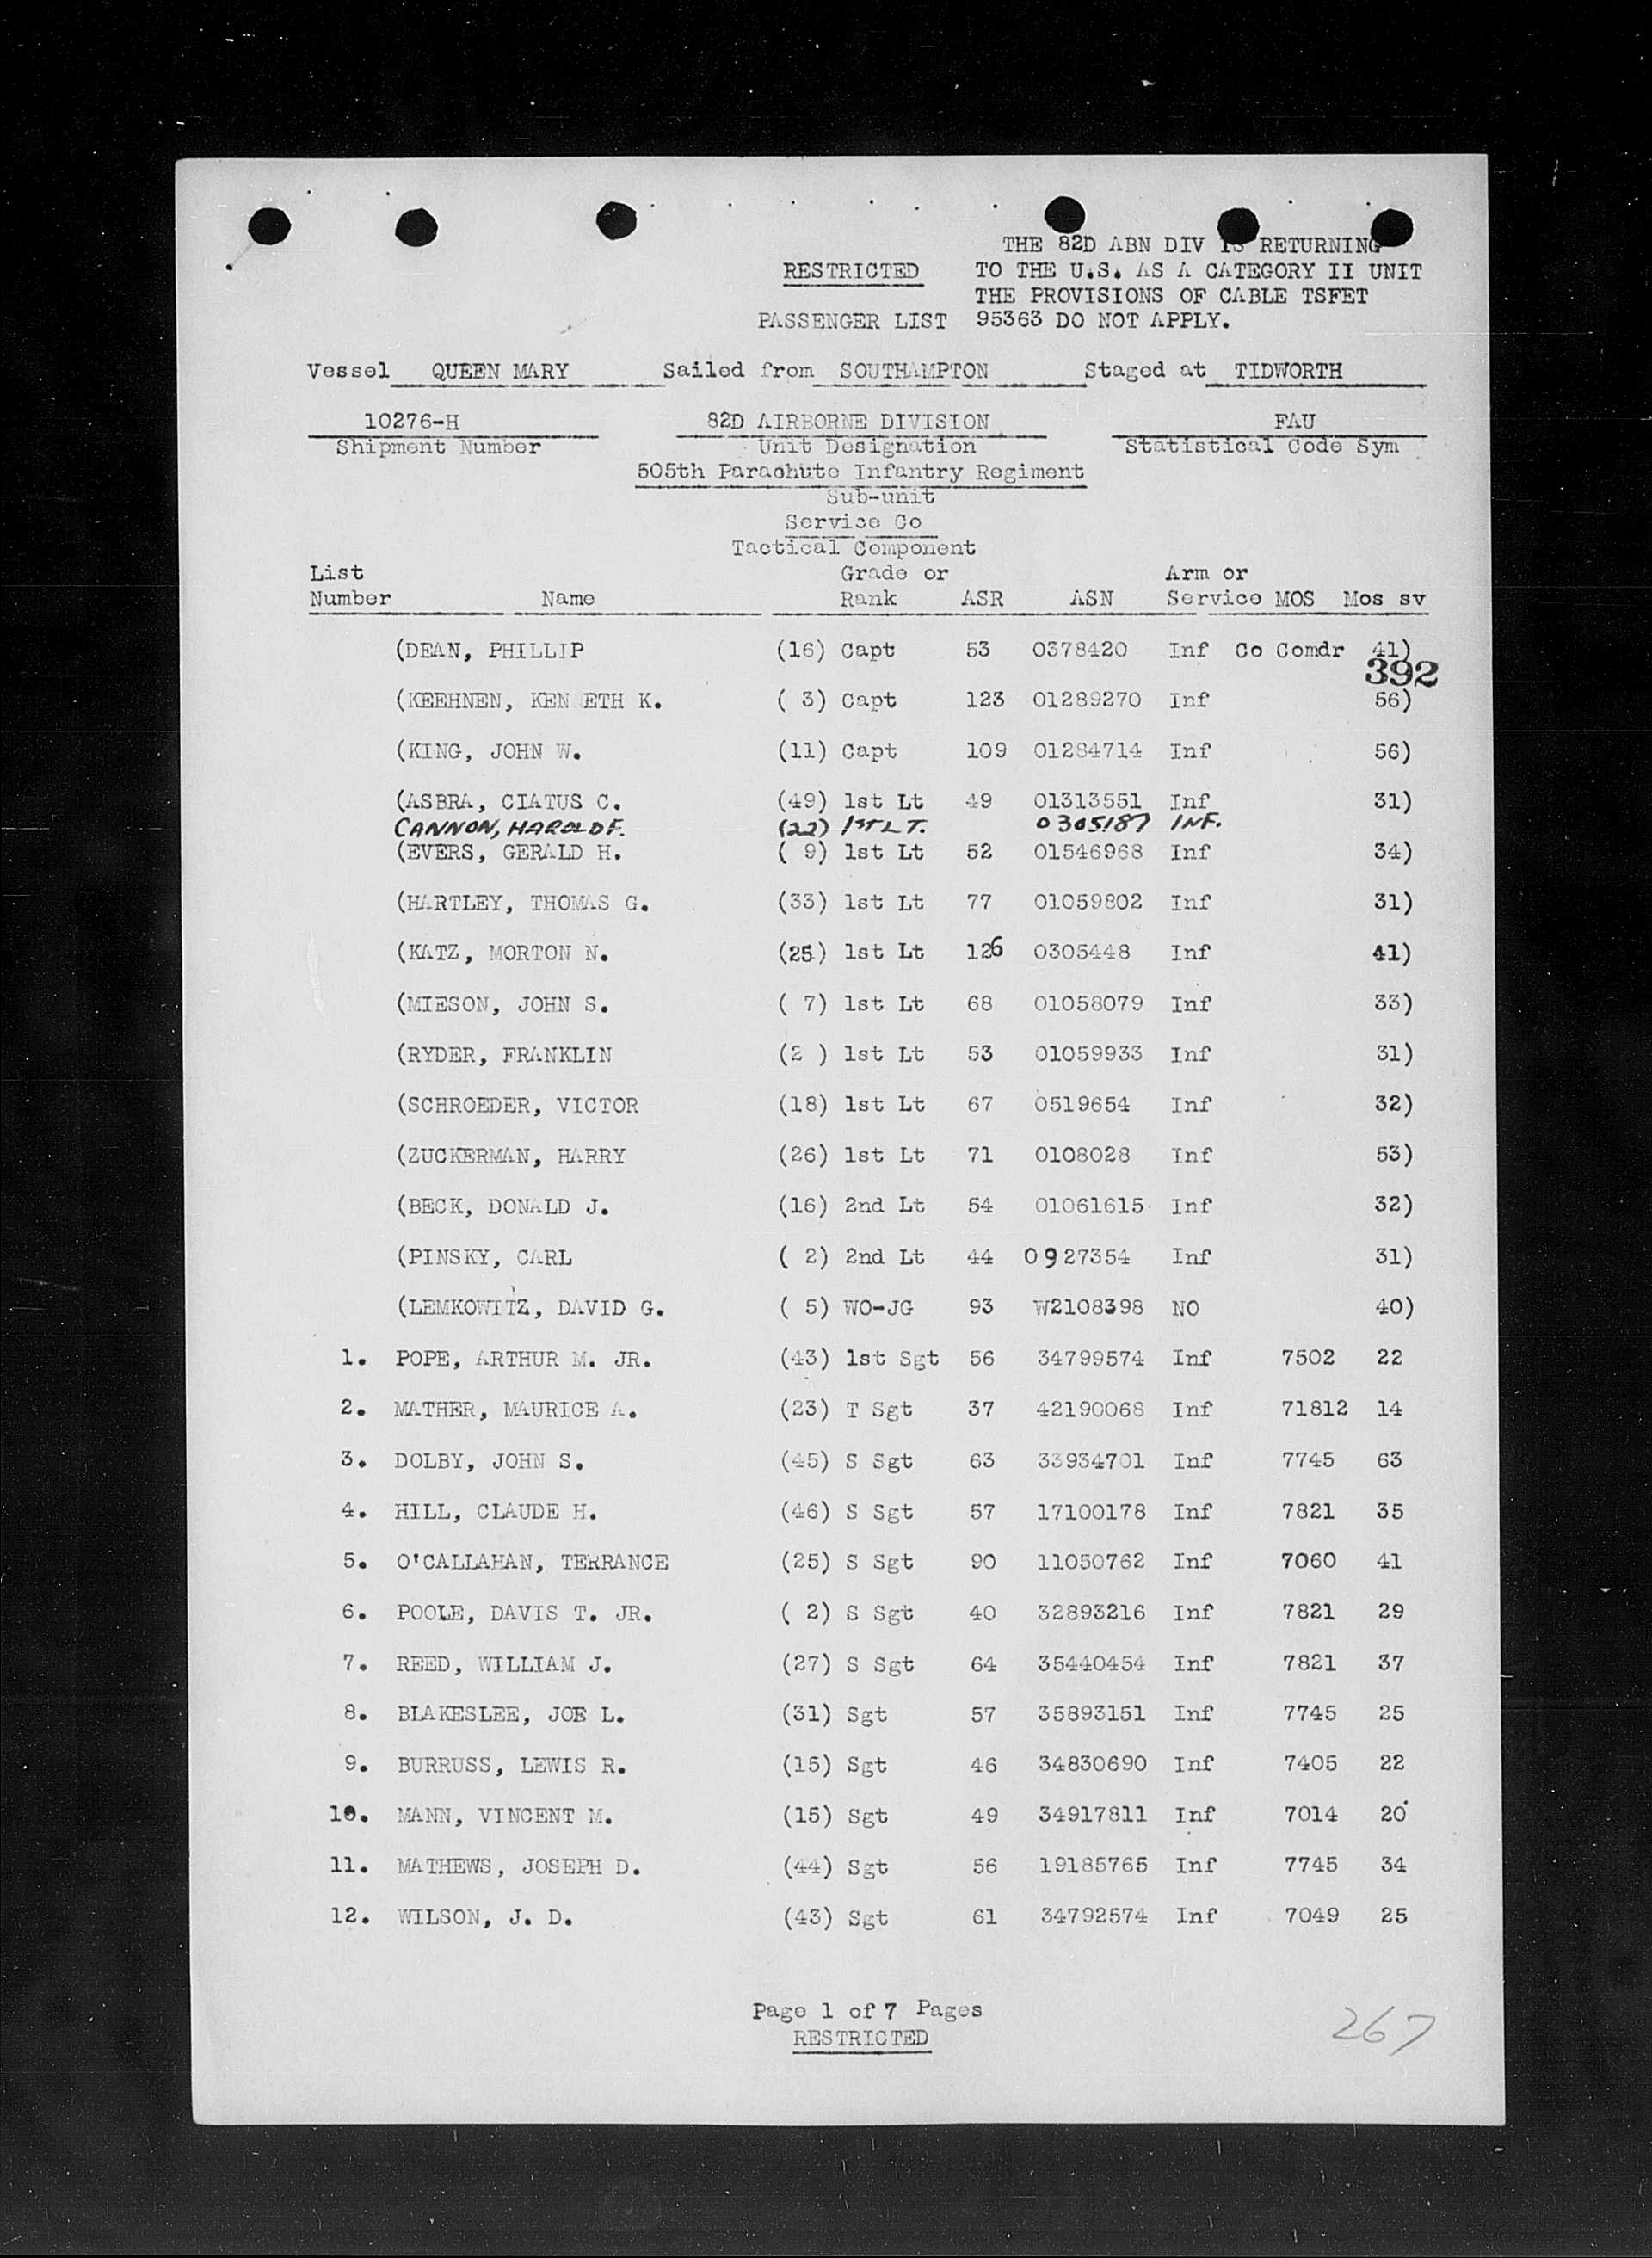 THE 82D ABN DIV IS RETURNING
RESTRICTED TO THE U.S. AS A CATEGORY II UNIT
THE PROVISIONS OF CABLE TSFET
PASSENGER LIST 95363 DO NOT APPLY.
Vessel QUEEN MARY Sailed from SOUTHAMPTON Staged at TIDWORTH
10276-H 82D AIRBORNE DIVISION FAU
Shipment Number Unit Designation Statistical Code Sym
505th Parachute Infantry Regiment
Sub-unit
Service Co
Tactical Component
List Grade or Arm or
Number Name Rank ASR ASN Service MOS Mos sv
(DEAN, PHILLIP (16) Capt 53 0378420 Inf Co Comdr 41)
392
(KEEHNEN, KEN ETH K. ( 3) Capt 123 01289270 Inf 56)
(KING, JOHN W. (11) Capt 109 01284714 Inf 56)
(ASBRA, CIATUS C. (49) 1st Lt 49 01313551 Inf 31)
CANNON, HAROLD F. (22) 1ST LT. 0305187 INF.
(EVERS, GERALD H. ( 9) 1st Lt 52 01546968 Inf 34)
(HARTLEY, THOMAS G. (33) 1st Lt 77 01059802 Inf 31)
(KATZ, MORTON N. (25) 1st Lt 126 0305448 Inf 41)
(MIESON, JOHN S. ( 7) 1st Lt 68 01058079 Inf 33)
(RYDER, FRANKLIN (2 ) 1st Lt 53 01059933 Inf 31)
(SCHROEDER, VICTOR (18) 1st Lt 67 0519654 Inf 32)
(ZUCKERMAN, HARRY (26) 1st Lt 71 0108028 Inf 53)
(BECK, DONALD J. (16) 2nd Lt 54 01061615 Inf 32)
(PINSKY, CARL ( 2) 2nd Lt 44 0927354 Inf 31)
(LEMKOWITZ, DAVID G. ( 5) WO-JG 93 W2108398 NO 40)
1. POPE, ARTHUR M. JR. (43) 1st Sgt 56 34799574 Inf 7502 22
2. MATHER, MAURICE A. (23) T Sgt 37 42190068 Inf 71812 14
3. DOLBY, JOHN S. (45) S Sgt 63 33934701 Inf 7745 63
4. HILL, CLAUDE H. (46) S Sgt 57 17100178 Inf 7821 35
5. O'CALLAHAN, TERRANCE (25) S Sgt 90 11050762 Inf 7060 41
6. POOLE, DAVIS T. JR. ( 2) S Sgt 40 32893216 Inf 7821 29
7. REED, WILLIAM J. (27) S Sgt 64 35440454 Inf 7821 37
8. BLAKESLEE, JOE L. (31) Sgt 57 35893151 Inf 7745 25
9. BURRUSS, LEWIS R. (15) Sgt 46 34830690 Inf 7405 22
10. MANN, VINCENT M. (15) Sgt 49 34917811 Inf 7014 20
11. MATHEWS, JOSEPH D. (44) Sgt 56 19185765 Inf 7745 34
12. WILSON, J. D. (43) Sgt 61 34792574 Inf 7049 25
Page 1 of 7 Pages
RESTRICTED
267